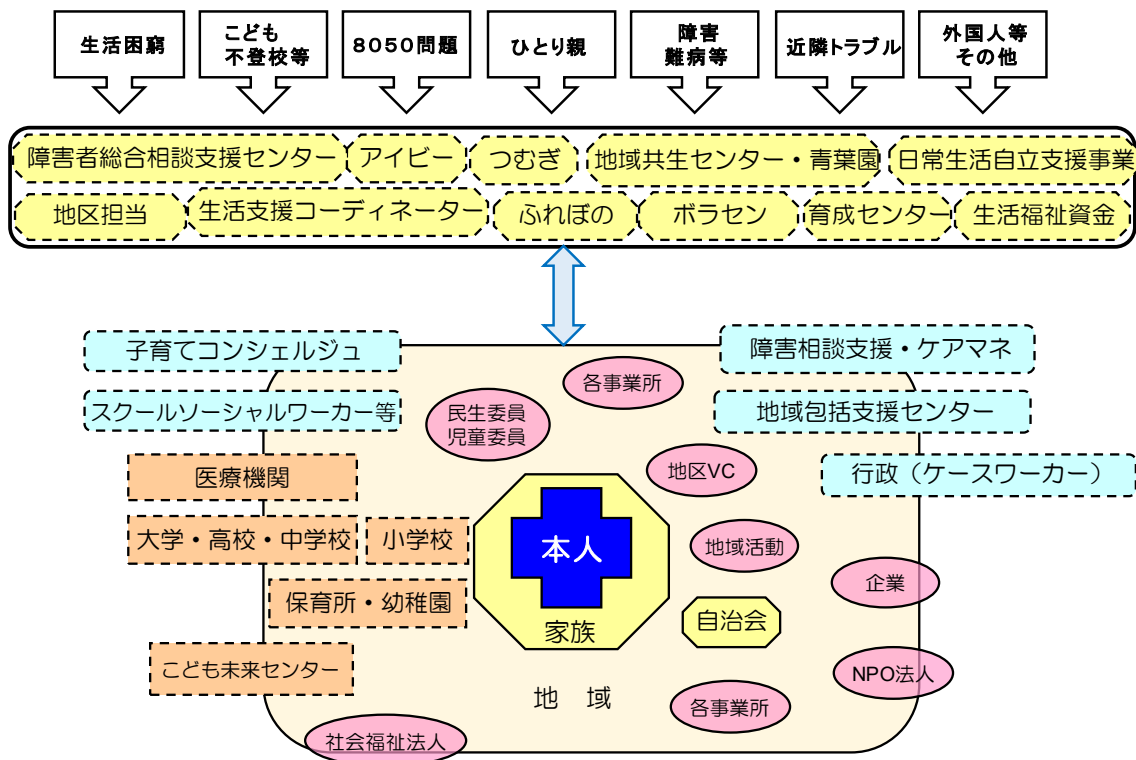 生活困窮
こども
不登校等
８０５０問題
ひとり親
障害
難病等
近隣トラブル
外国人等
その他
障害者総合相談支援センター
アイビー
つむぎ
地域共生センター・青葉園
日常生活自立支援事業
地区担当
生活支援コーディネーター
ふれぼの
ボラセン
育成センター
生活福祉資金
子育てコンシェルジュ
障害相談支援・ケアマネ
各事業所
スクールソーシャルワーカー等
民生委員
児童委員
地域包括支援センター
医療機関
地区VC
行政（ケースワーカー）
大学・高校・中学校
小学校
本人
地域活動
企業
保育所・幼稚園
家族
自治会
こども未来センター
NPO法人
地　域
各事業所
社会福祉法人